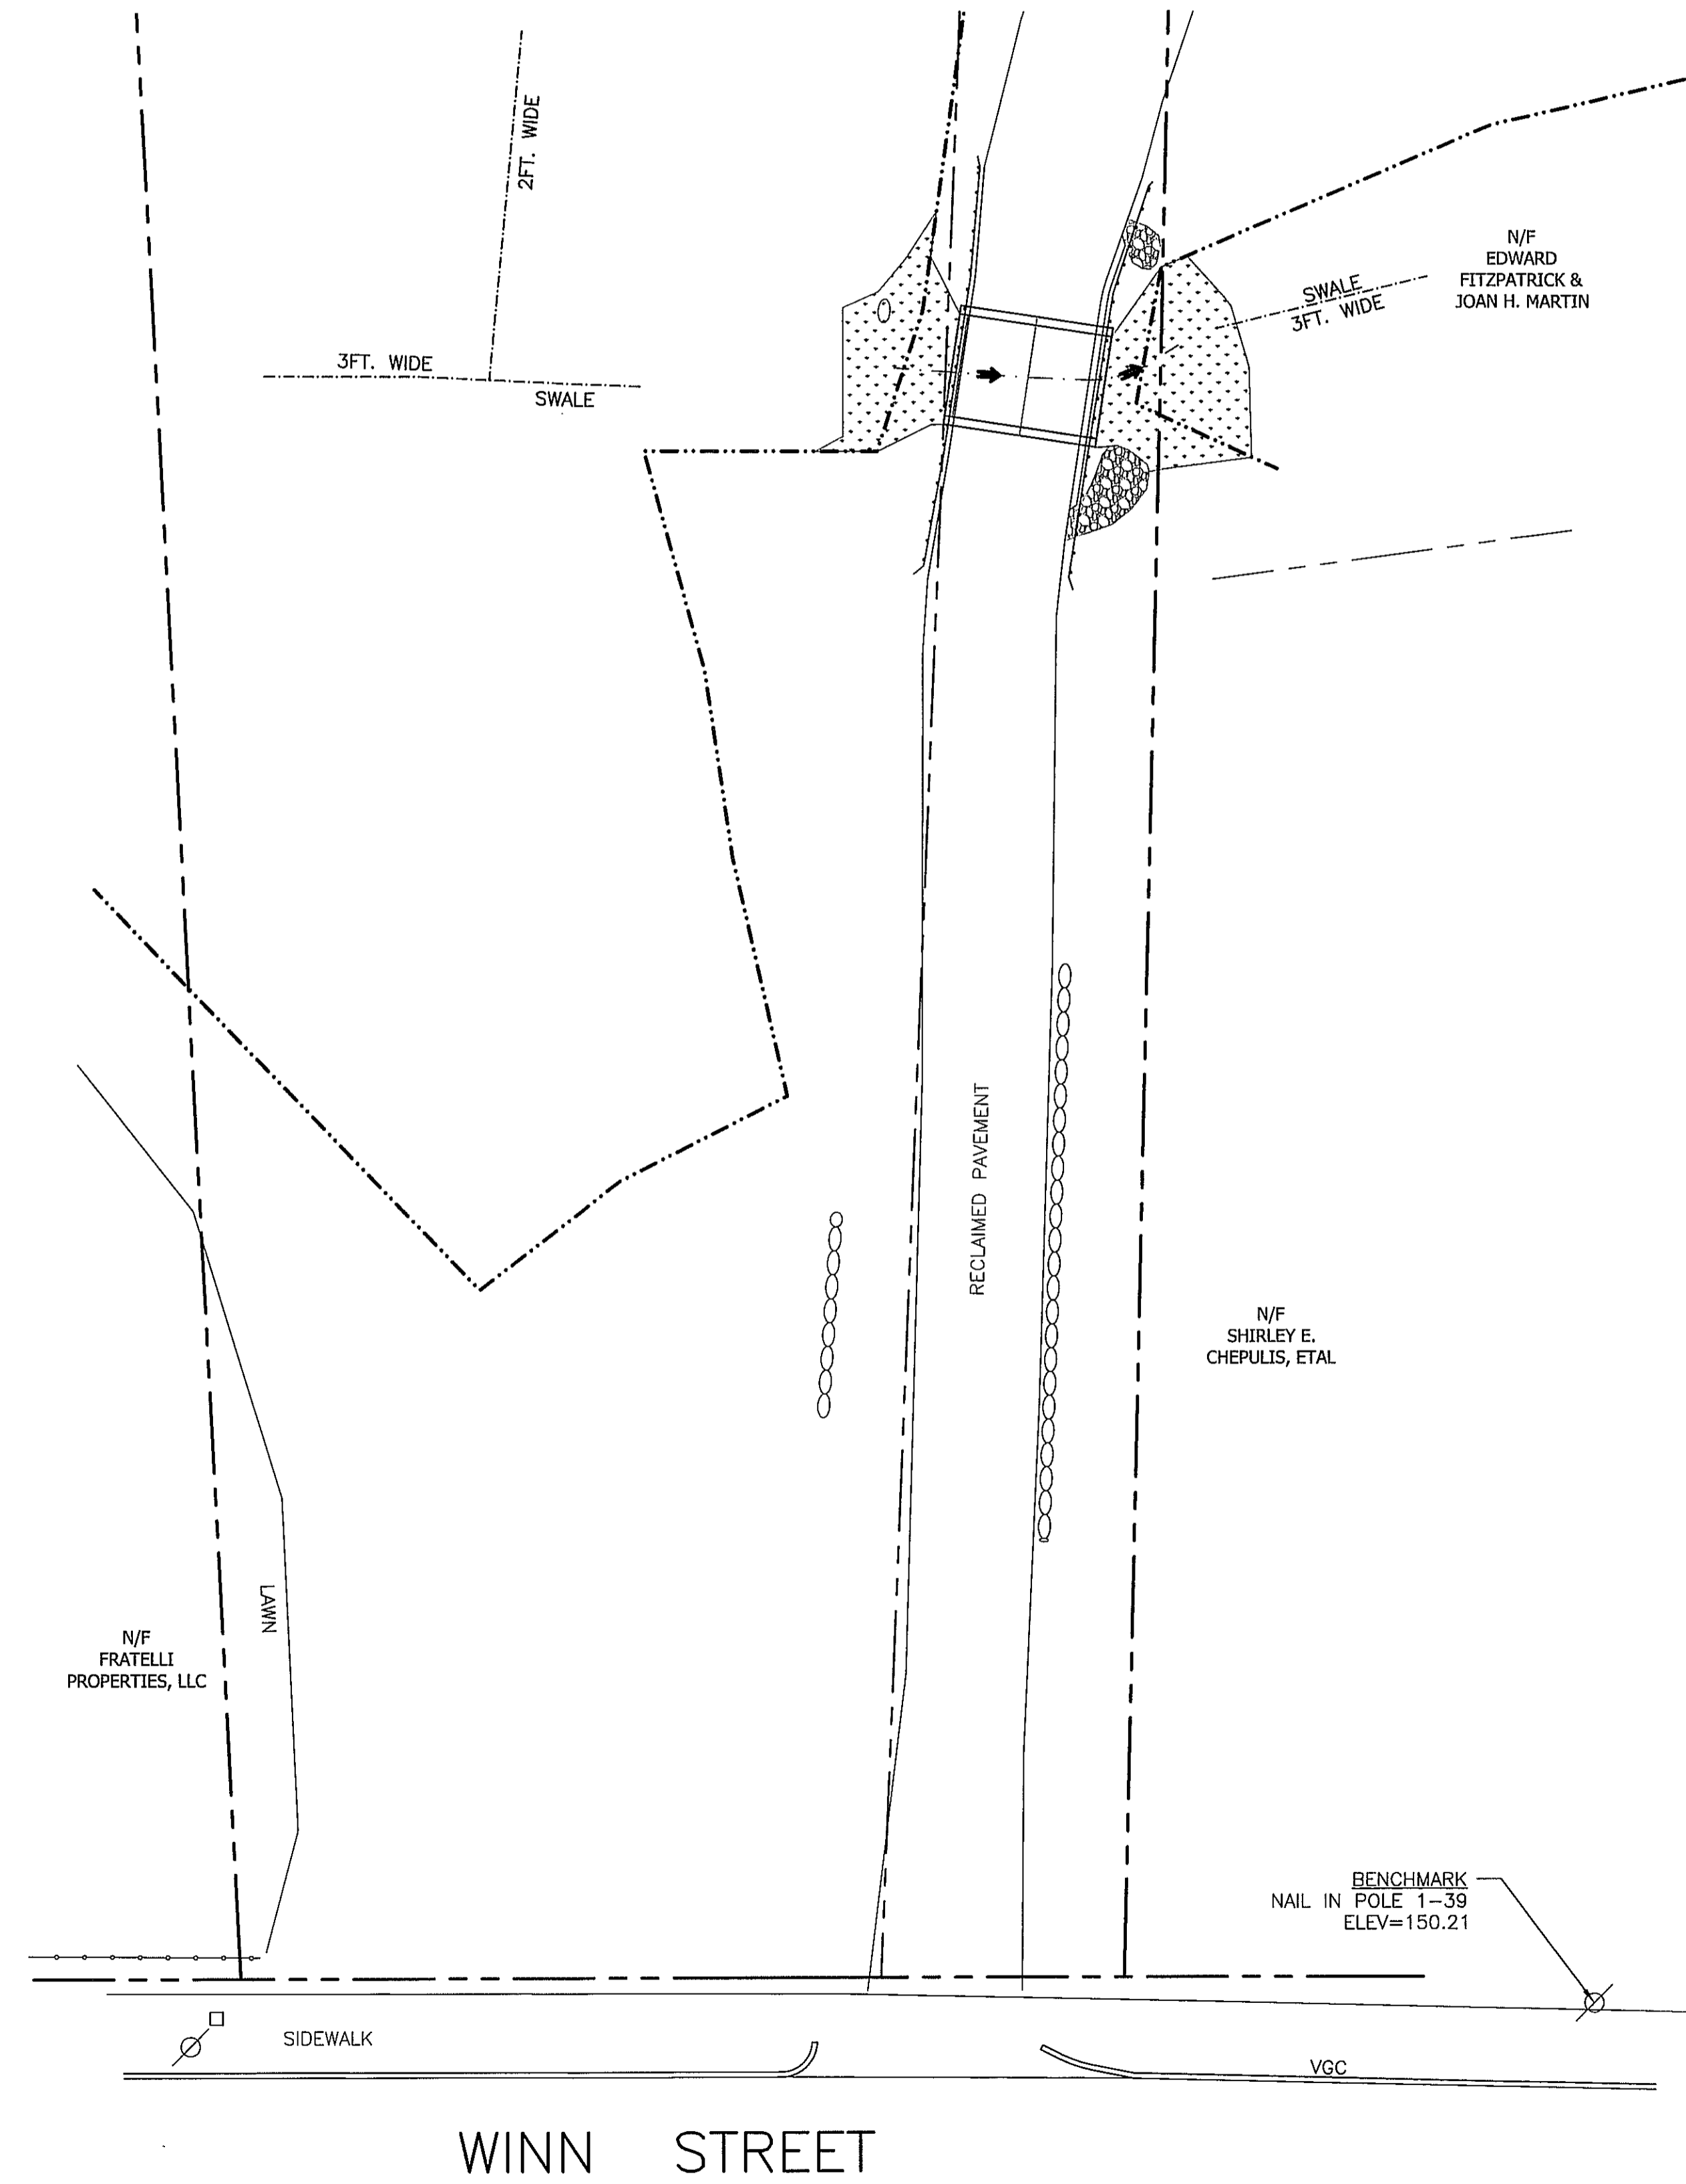 2FT. WIDE
N/F
EDWARD
FITZPATRICK &
JOAN H. MARTIN
SWALE
3FT. WIDE
3FT. WIDE
SWALE
RECLAIMED PAVEMENT
N/F
SHIRLEY E.
CHEPULIS, ETAL
LAWN
N/F
FRATELLI
PROPERTIES, LLC
BENCHMARK
NAIL IN POLE 1-39
ELEV=150.21
SIDEWALK
VGC
WINN STREET